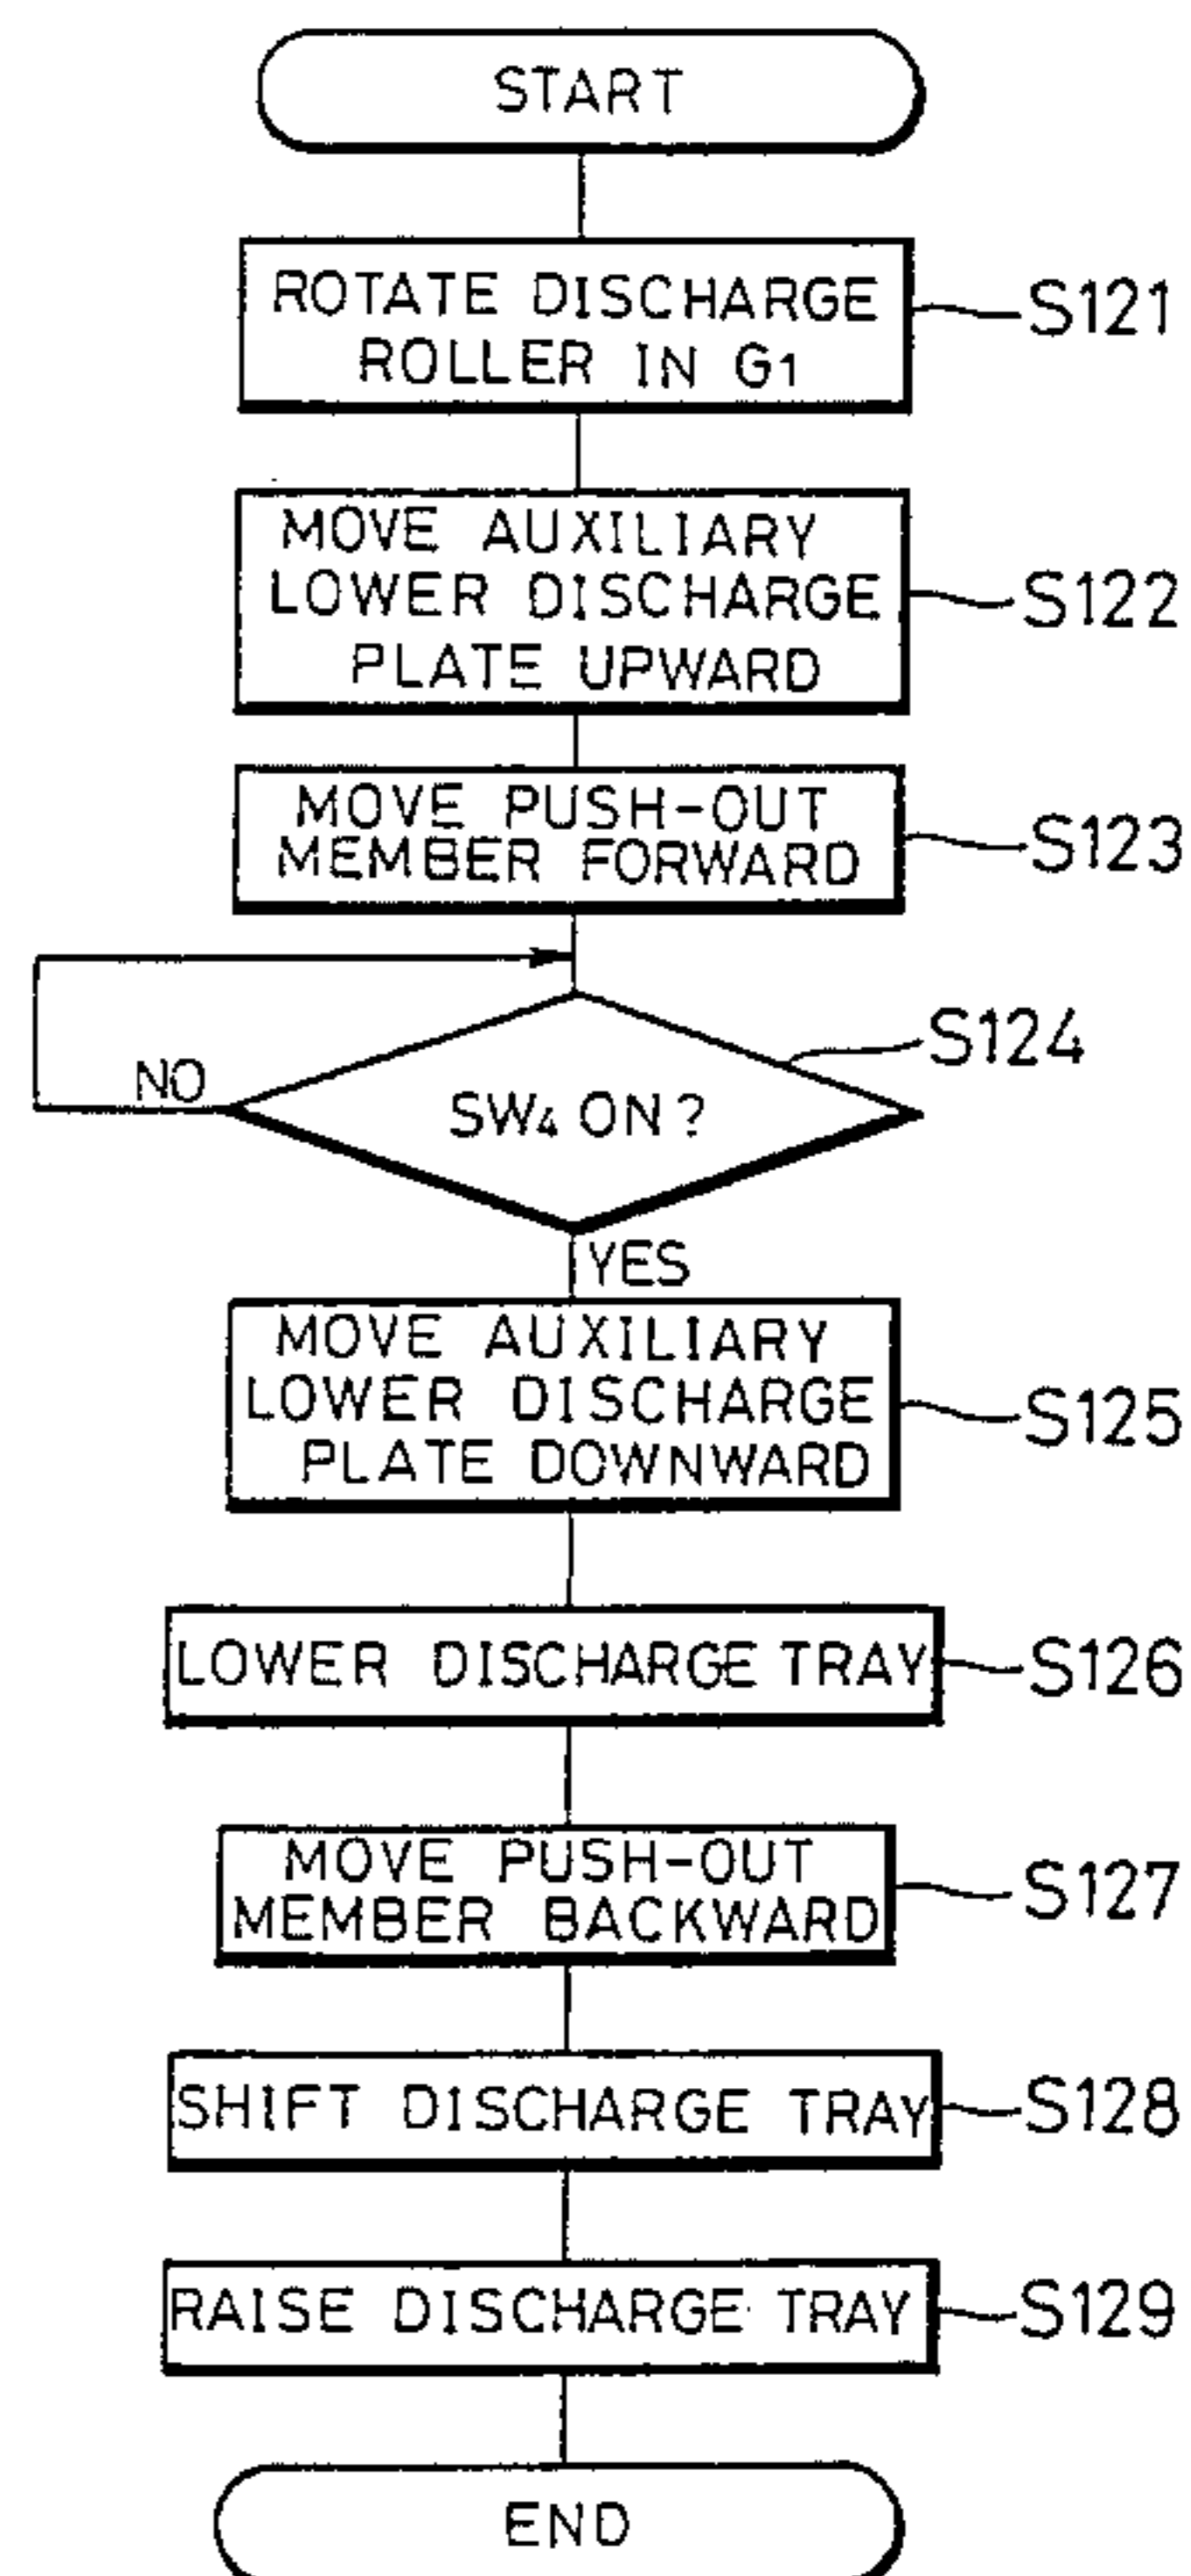 START
ROTATE DISCHARGE
ROLLER IN G1
S121
MOVE AUXILIARY
LOWER DISCHARGE
PLATE UPWARD
S122
MOVE PUSH-OUT
MEMBER FORWARD
S123
S124
NO
SW4 ON?
YES
MOVE AUXILIARY
LOWER DISCHARGE
PLATE DOWNWARD
S125
LOWER DISCHARGE TRAY
S126
MOVE PUSH-OUT
MEMBER BACKWARD
S127
SHIFT DISCHARGE TRAY
S128
RAISE DISCHARGE TRAY
S129
END